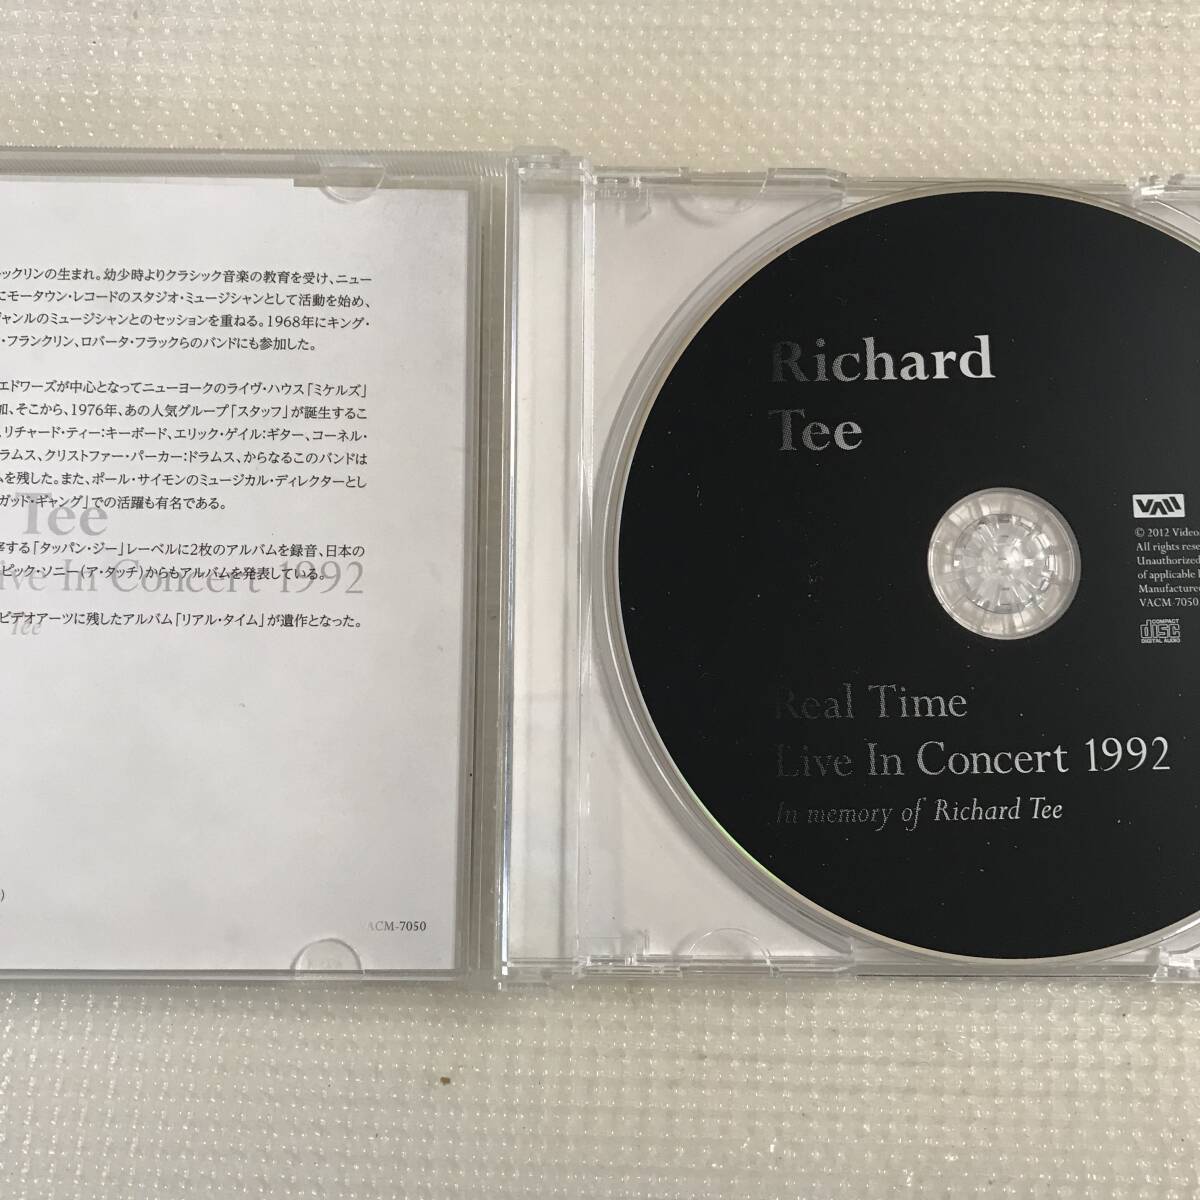 ックリンの生まれ。幼少時よりクラシック音楽の教育を受け、ニュー
にモータウン・レコードのスタジオ・ミュージシャンとして活動を始め、
ジャンルのミュージシャンとのセッションを重ねる。1968年にキング・
・フランクリン、ロバータ・フラックらのバンドにも参加した。
エドワーズが中心となってニューヨークのライヴ・ハウス「ミケルズ」
加、そこから、1976年、あの人気グループ「スタッフ」が誕生するこ
リチャード・ティー:キーボード、エリック・ゲイル:ギター、コーネル・
ラムス、クリストファー・パーカー:ドラムス、からなるこのバンドは
ムを残した。また、ポール・サイモンのミュージカル・ディレクターとし
ガッド・ギャング」での活躍も有名である。
Tee
する「タッパン・ジー」レーベルに2枚のアルバムを録音、日本の
ピック・ソニー(ア・タッチ)からもアルバムを発表している。
ive In Concert 1992
ビデオアーツに残したアルバム「リアル・タイム」が遺作となった。
Tee
)
VACM-7050
Richard
Tee
VAM
© 2012 Video
All rights rese
Unauthorized
of applicable l
Manufacture
VACM-7050
COMPACT
disc
DIGITAL AUDIO
Real Time
Live In Concert 1992
In memory of Richard Tee